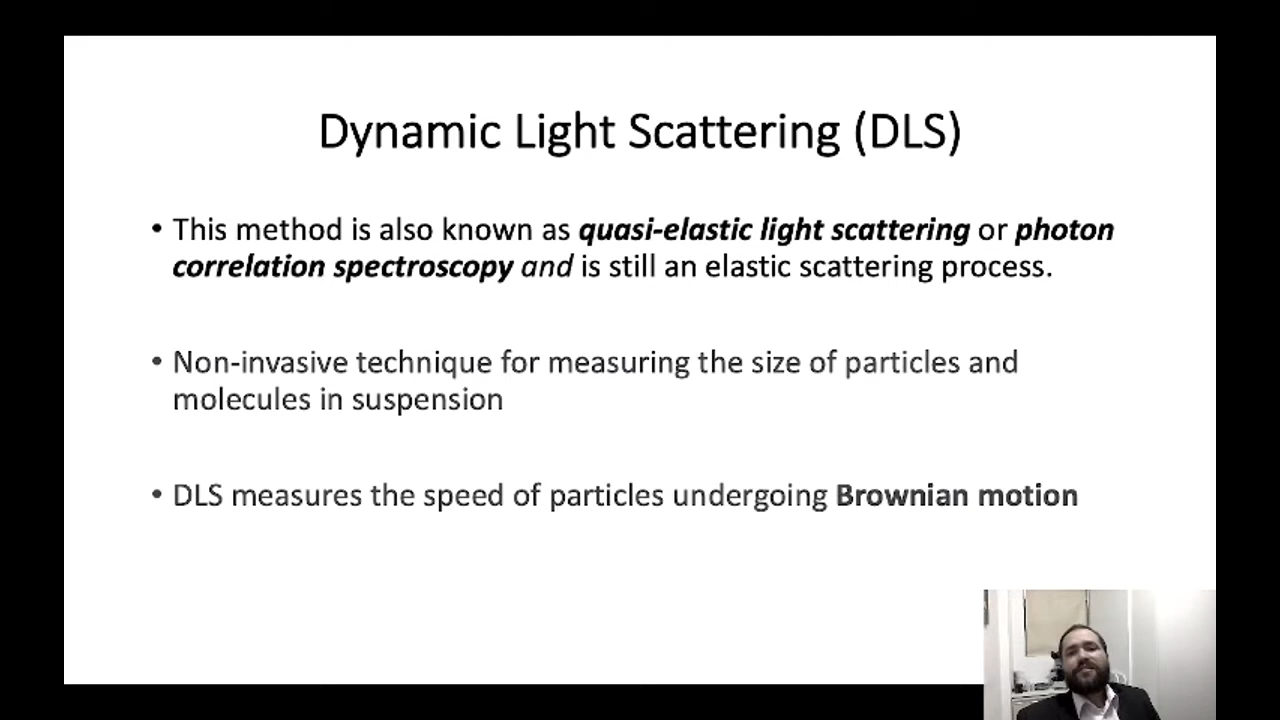 Dynamic Light Scattering (DLS)
• This method is also known as quasi-elastic light scattering or photon
correlation spectroscopy and is still an elastic scattering process.
• Non-invasive technique for measuring the size of particles and
molecules in suspension
• DLS measures the speed of particles undergoing Brownian motion